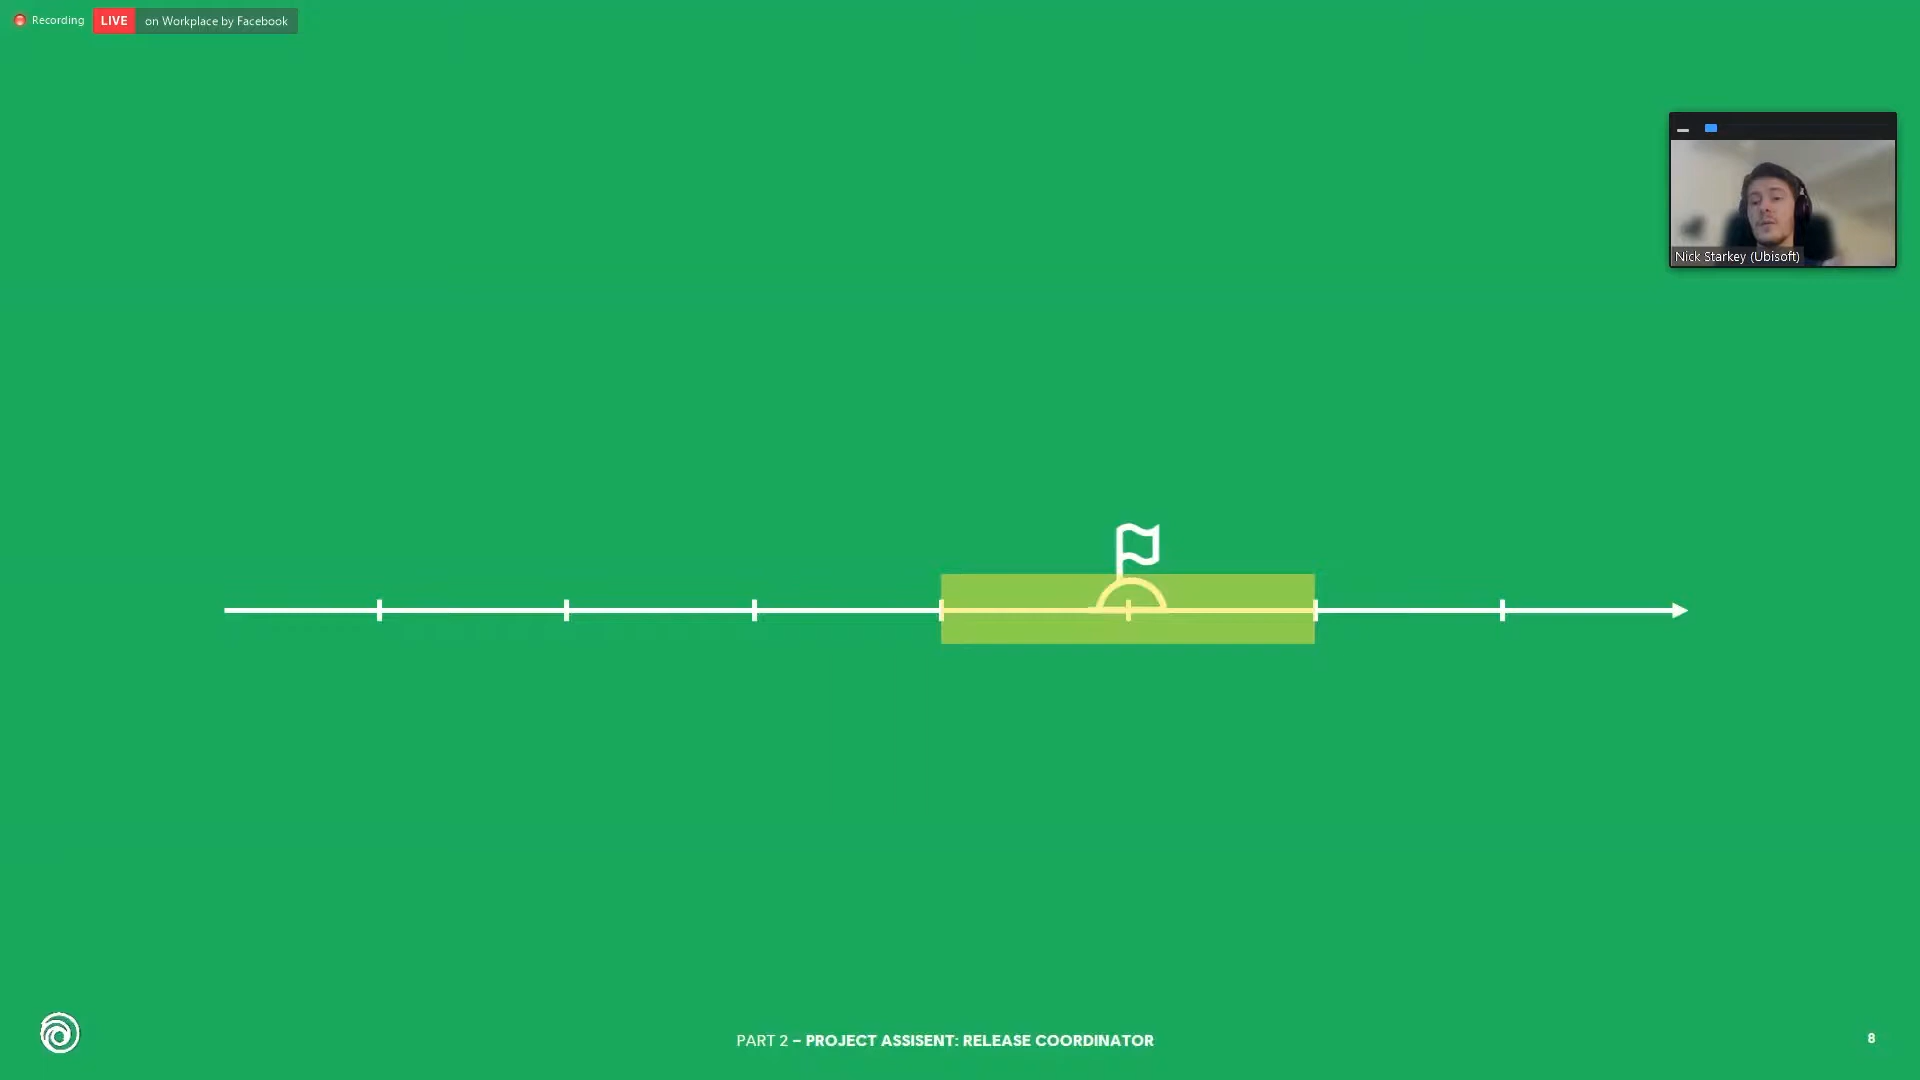 Recording
LIVE on Workplace by Facebook
Nick Starkey (Ubisoft)
PART 2 – PROJECT ASSISENT: RELEASE COORDINATOR
8